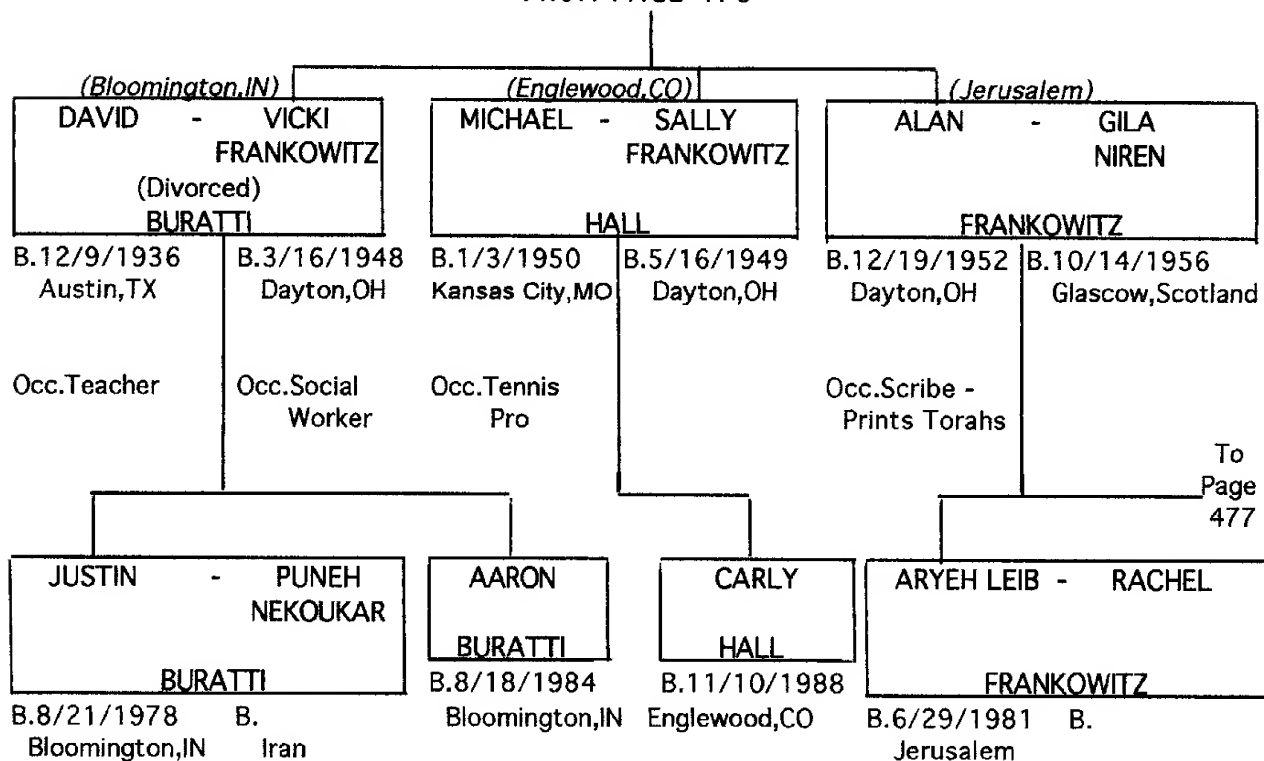 (Bloomington,IN) (Englewood,CO) (Jerusalem)
DAVID - VICKI
FRANKOWITZ
(Divorced)
BURATTI
MICHAEL - SALLY
FRANKOWITZ
HALL
ALAN - GILA
NIREN
FRANKOWITZ
B.12/9/1936 B.3/16/1948 B.1/3/1950 B.5/16/1949 B.12/19/1952 B.10/14/1956
Austin,TX Dayton,OH Kansas City,MO Dayton,OH Dayton,OH Glascow,Scotland
Occ.Teacher
Occ.Social
Worker
Occ.Tennis
Pro
Occ.Scribe -
Prints Torahs
To
Page
477
JUSTIN - PUNEH
NEKOUKAR
BURATTI
AARON
BURATTI
CARLY
HALL
ARYEH LEIB - RACHEL
FRANKOWITZ
B.8/21/1978 B.
Bloomington,IN Iran
B.8/18/1984
Bloomington,IN
B.11/10/1988
Englewood,CO
B.6/29/1981 B.
Jerusalem